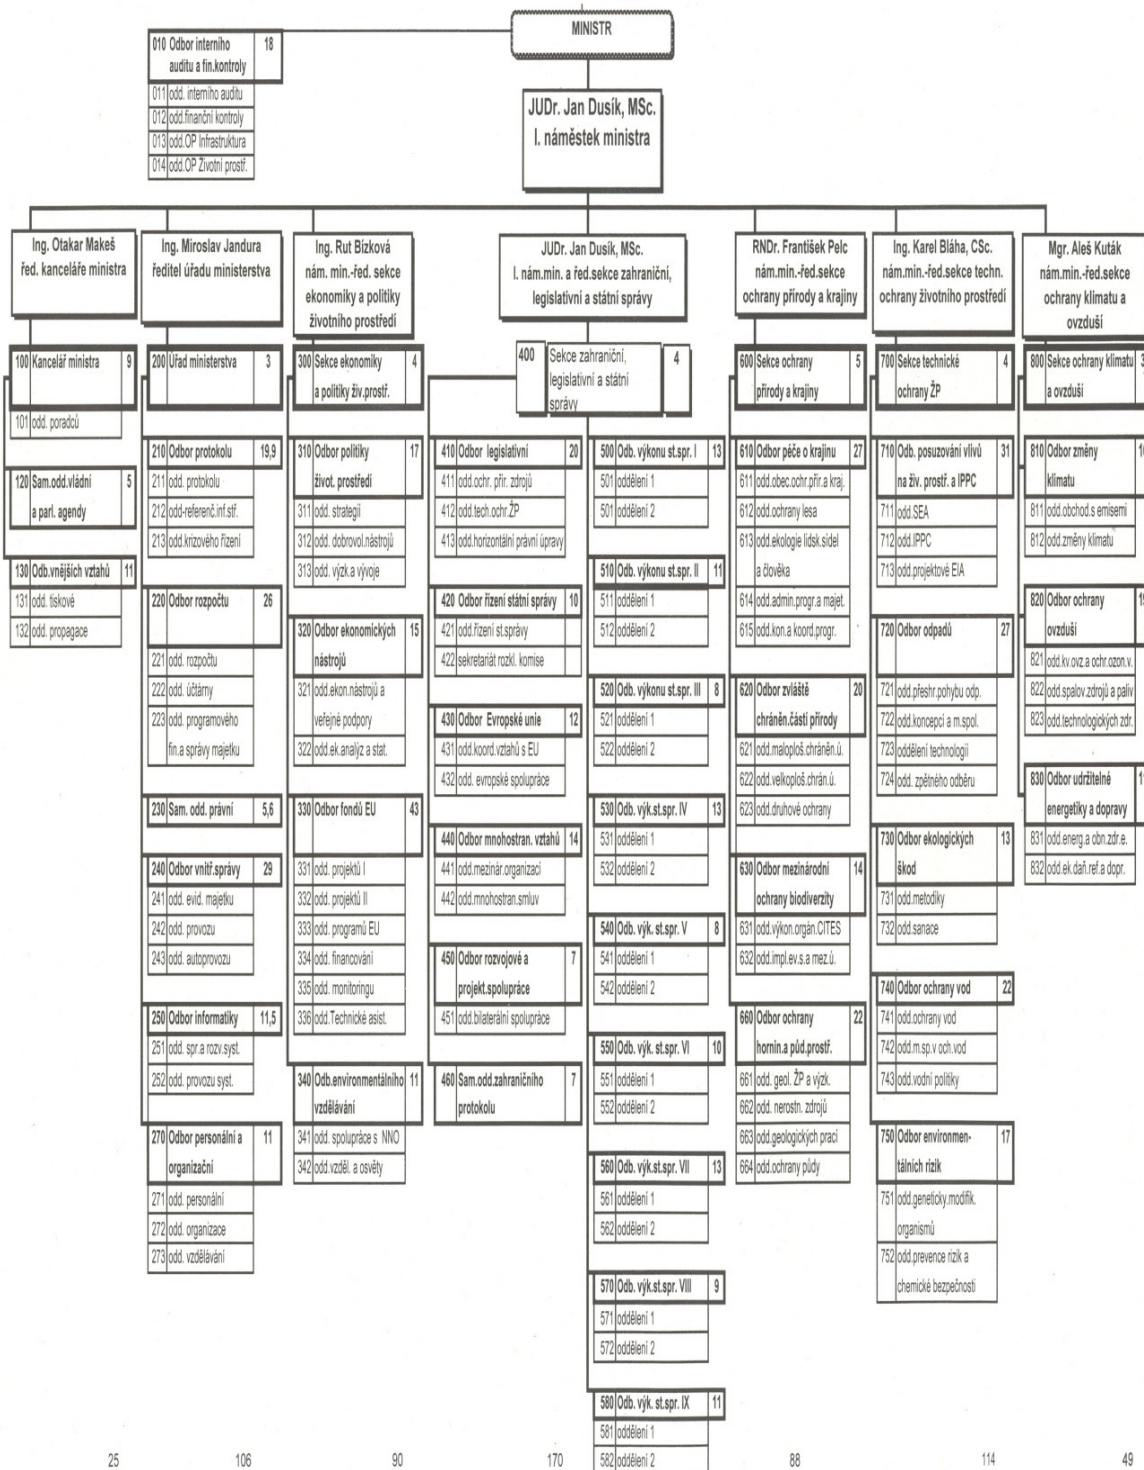 MINISTR
010 Odbor interního 18
auditu a fin.kontroly
011 odd. interního auditu
012 odd.finanční kontroly
013 odd.OP Infrastruktura
014 odd.OP Životní prostř.
JUDr. Jan Dusík, MSc.
I. náměstek ministra
Ing. Otakar Makeš
řed. kanceláře ministra
100 Kancelář ministra 9
101 odd. poradců
120 Sam.odd.vládní 5
a parl. agendy
130 Odb.vnějších vztahů 11
131 odd. tiskové
132 odd. propagace
Ing. Miroslav Jandura
ředitel úřadu ministerstva
200 Úřad ministerstva 3
210 Odbor protokolu 19,9
211 odd. protokolu
212 odd-referenč.inf.stř.
213 odd.krizového řízení
220 Odbor rozpočtu 26
221 odd. rozpočtu
222 odd. účtárny
223 odd. programového
fin.a správy majetku
230 Sam. odd. právní 5,6
240 Odbor vnitř.správy 29
241 odd. evid. majetku
242 odd. provozu
243 odd. autoprovozu
250 Odbor informatiky 11,5
251 odd. spr.a rozv.syst.
252 odd. provozu syst.
270 Odbor personální a 11
organizační
271 odd. personální
272 odd. organizace
273 odd. vzdělávání
Ing. Rut Bízková
nám. min.-řed. sekce
ekonomiky a politiky
životního prostředí
300 Sekce ekonomiky 4
a politiky živ.prostř.
310 Odbor politiky 17
život. prostředí
311 odd. strategií
312 odd. dobrovol.nástrojů
313 odd. výzk.a vývoje
320 Odbor ekonomických 15
nástrojů
321 odd.ekon.nástrojů a
veřejné podpory
322 odd.ek.analýz a stat.
330 Odbor fondů EU 43
331 odd. projektů I
332 odd. projektů II
333 odd. programů EU
334 odd. financování
335 odd. monitoringu
336 odd.Technické asist.
340 Odb.environmentálního 11
vzdělávání
341 odd. spolupráce s NNO
342 odd.vzděl. a osvěty
JUDr. Jan Dusík, MSc.
I. nám.min. a řed.sekce zahraniční,
legislativní a státní správy
400 Sekce zahraniční, 4
legislativní a státní
správy
410 Odbor legislativní 20
411 odd.ochr. přír. zdrojů
412 odd.tech.ochr.ŽP
413 odd.horizontální právní úpravy
420 Odbor řízení státní správy 10
421 odd.řízení st.správy
422 sekretariát rozkl. komise
430 Odbor Evropské unie 12
431 odd.koord.vztahů s EU
432 odd. evropské spolupráce
440 Odbor mnohostran. vztahů 14
441 odd.mezinár.organizací
442 odd.mnohostran.smluv
450 Odbor rozvojové a 7
projekt.spolupráce
451 odd.bilaterální spolupráce
460 Sam.odd.zahraničního 7
protokolu
500 Odb. výkonu st.spr. I 13
501 oddělení 1
501 oddělení 2
510 Odb. výkonu st.spr. II 11
511 oddělení 1
512 oddělení 2
520 Odb. výkonu st.spr. III 8
521 oddělení 1
522 oddělení 2
530 Odb. výk.st.spr. IV 13
531 oddělení 1
532 oddělení 2
540 Odb. výk. st.spr. V 8
541 oddělení 1
542 oddělení 2
550 Odb. výk. st.spr. VI 10
551 oddělení 1
552 oddělení 2
560 Odb. výk.st.spr. VII 13
561 oddělení 1
562 oddělení 2
570 Odb. výk.st.spr. VIII 9
571 oddělení 1
572 oddělení 2
580 Odb. výk. st.spr. IX 11
581 oddělení 1
582 oddělení 2
RNDr. František Pelc
nám.min.-řed.sekce
ochrany přírody a krajiny
600 Sekce ochrany 5
přírody a krajiny
610 Odbor péče o krajinu 27
611 odd.obec.ochr.přír.a kraj.
612 odd.ochrany lesa
613 odd.ekologie lidsk.sídel
a člověka
614 odd.admin.progr.a majet.
615 odd.kon.a koord.progr.
620 Odbor zvláště 20
chráněn.částí přírody
621 odd.maloploš.chráněn.ú.
622 odd.velkoploš.chrán.ú.
623 odd.druhové ochrany
630 Odbor mezinárodní 14
ochrany biodiverzity
631 odd.výkon.orgán.CITES
632 odd.impl.ev.s.a mez.ú.
660 Odbor ochrany 22
hornin.a půd.prostř.
661 odd. geol. ŽP a výzk.
662 odd. nerostn. zdrojů
663 odd.geologických prací
664 odd.ochrany půdy
Ing. Karel Bláha, CSc.
nám.min.-řed.sekce techn.
ochrany životního prostředí
700 Sekce technické 4
ochrany ŽP
710 Odb. posuzování vlivů 31
na živ. prostř. a IPPC
711 odd.SEA
712 odd.IPPC
713 odd.projektové EIA
720 Odbor odpadů 27
721 odd.přeshr.pohybu odp.
722 odd.koncepcí a m.spol.
723 oddělení technologií
724 odd. zpětného odběru
730 Odbor ekologických 13
škod
731 odd.metodiky
732 odd.sanace
740 Odbor ochrany vod 22
741 odd.ochrany vod
742 odd.m.sp.v och.vod
743 odd.vodní politiky
750 Odbor environmen- 17
tálních rizik
751 odd.geneticky.modifik.
organismů
752 odd.prevence rizik a
chemické bezpečnosti
Mgr. Aleš Kuták
nám.min.-řed.sekce
ochrany klimatu a
ovzduší
800 Sekce ochrany klimatu 3
a ovzduší
810 Odbor změny
klimatu
811 odd.obchod.s emisemi
812 odd.změny klimatu
820 Odbor ochrany
ovzduší
821 odd.kv.ovz.a ochr.ozon.v.
822 odd.spalov.zdrojů a paliv
823 odd.technologických zdr.
830 Odbor udržitelné
energetiky a dopravy
831 odd.energ.a obn.zdr.e.
832 odd.ek.daň.ref.a dopr.
25 106 90 170 88 114 49